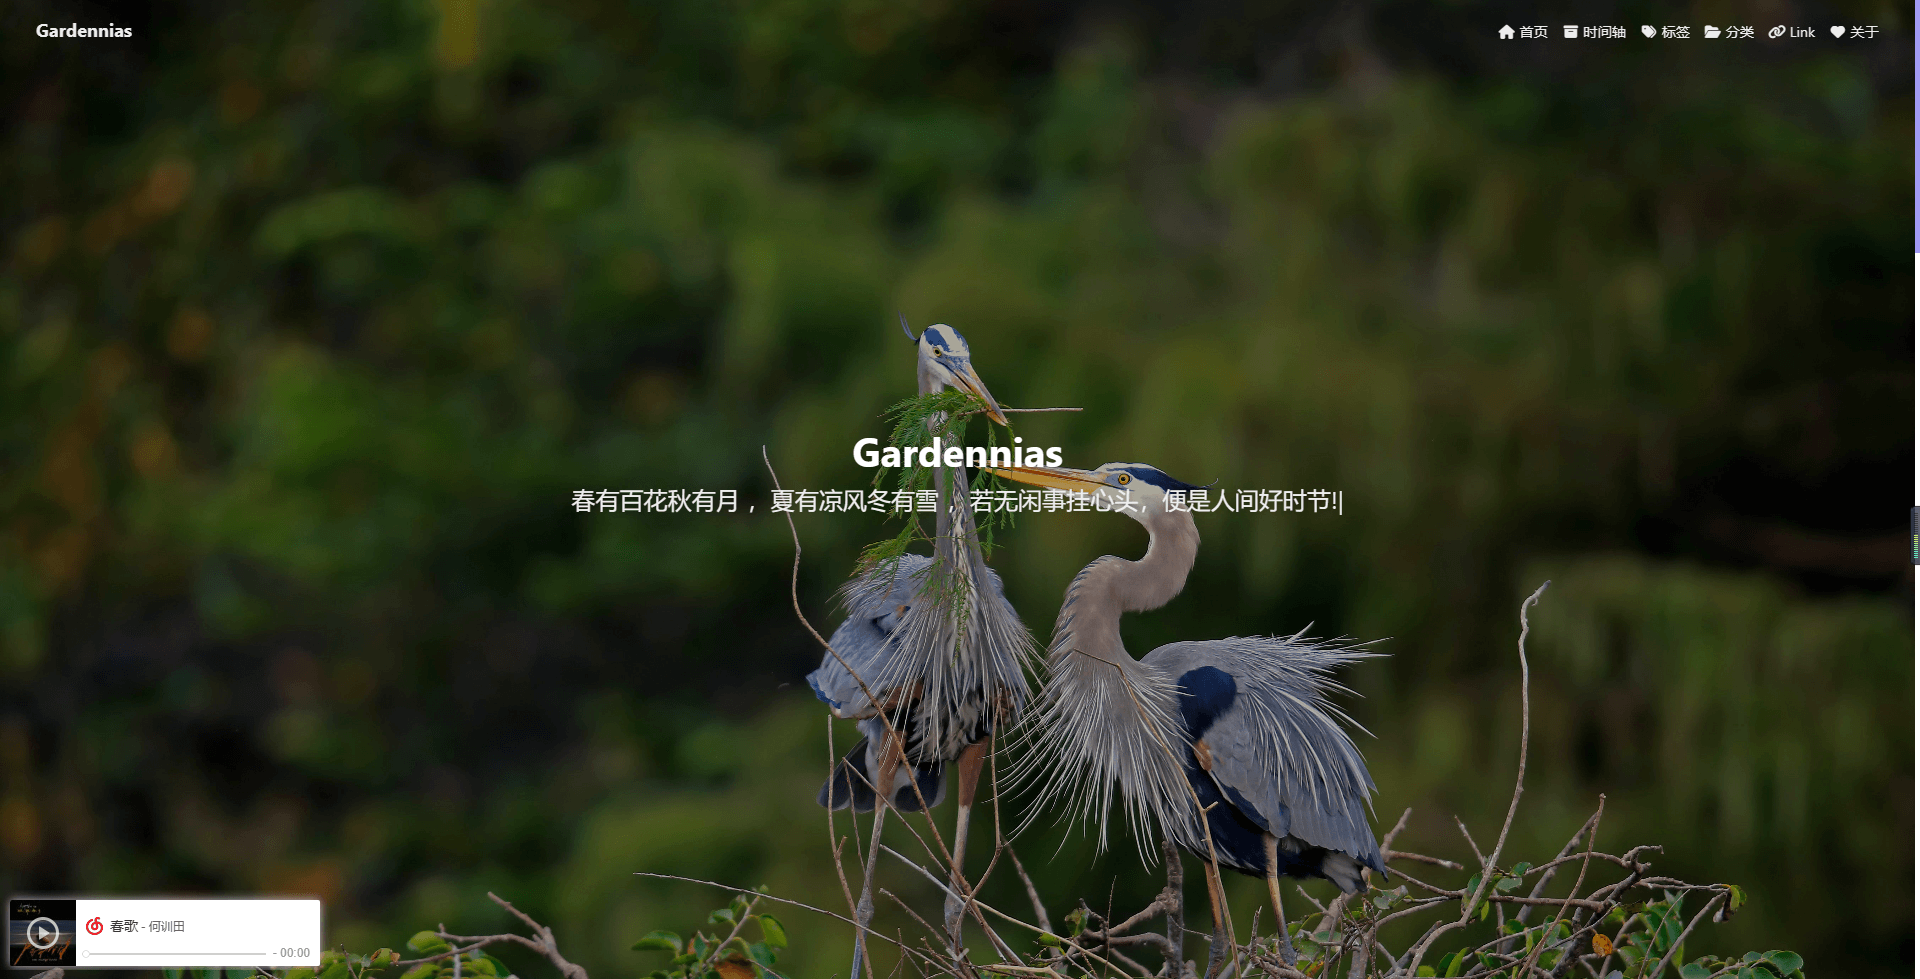 Gardennias
首页 时间轴 标签 分类 Link 关于
Gardennias
春有百花秋有月 ，夏有凉风冬有雪 ，若无闲事挂心头，便是人间好时节!|
春歌 - 何训田
- 00:00